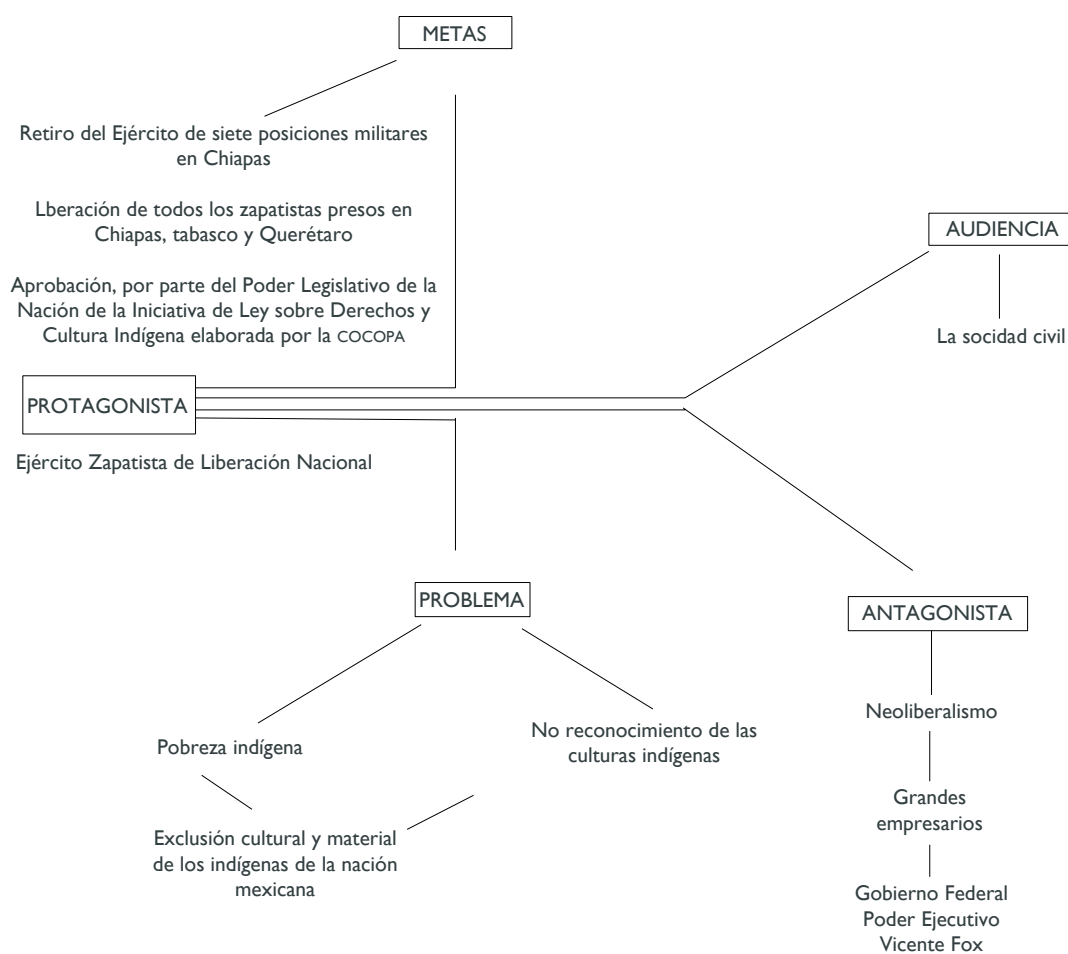 METAS
Retiro del Ejército de siete posiciones militares
en Chiapas
Lberación de todos los zapatistas presos en
Chiapas, tabasco y Querétaro
Aprobación, por parte del Poder Legislativo de la
Nación de la Iniciativa de Ley sobre Derechos y
Cultura Indígena elaborada por la COCOPA
AUDIENCIA
La socidad civil
PROTAGONISTA
Ejército Zapatista de Liberación Nacional
PROBLEMA
Pobreza indígena
No reconocimiento de las
culturas indígenas
Exclusión cultural y material
de los indígenas de la nación
mexicana
ANTAGONISTA
Neoliberalismo
Grandes
empresarios
Gobierno Federal
Poder Ejecutivo
Vicente Fox